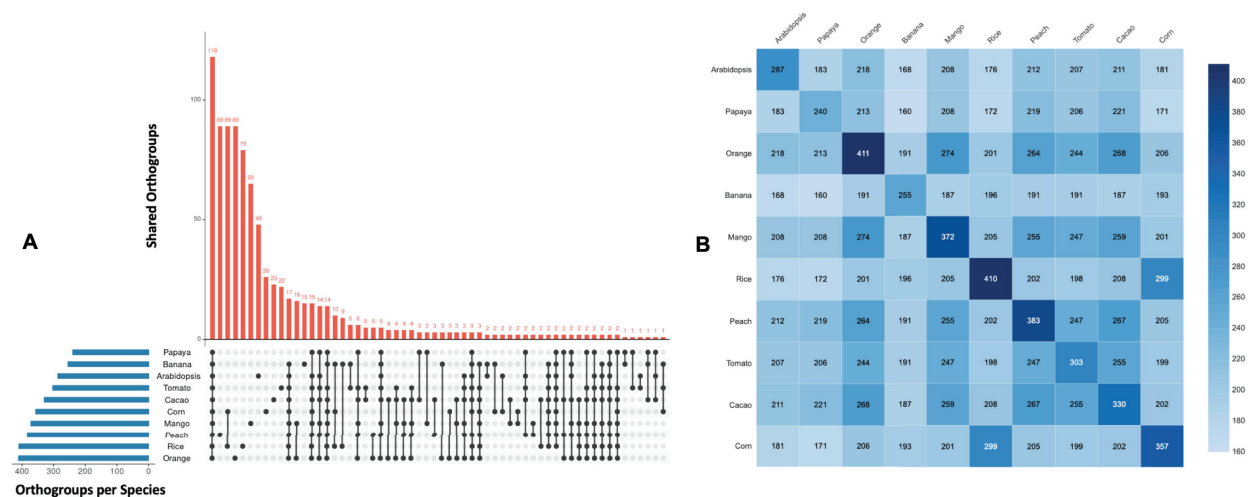 A
Shared Orthogroups
100
50
0
118
89 89 89
79
65
48
26
23 22
17 16 15 15 14 14
10 9
6 6 5 5 5 4 4 4 4 3 3 3 3 3 3 3 3 3 2 2 2 2 2 2 2 2 2 2 2 2 2 2 2 2 2 2 1 1 1 1 1 1
Papaya
Banana
Arabidopsis
Tomato
Cacao
Corn
Mango
Peach
Rice
Orange
400 300 200 100 0
Orthogroups per Species
B
Arabidopsis Papaya Orange Banana Mango Rice Peach Tomato Cacao Corn
Arabidopsis 287 183 218 168 208 176 212 207 211 181
Papaya 183 240 213 160 208 172 219 206 221 171
Orange 218 213 411 191 274 201 264 244 268 206
Banana 168 160 191 255 187 196 191 191 187 193
Mango 208 208 274 187 372 205 255 247 259 201
Rice 176 172 201 196 205 410 202 198 208 299
Peach 212 219 264 191 255 202 383 247 267 205
Tomato 207 206 244 191 247 198 247 303 255 199
Cacao 211 221 268 187 259 208 267 255 330 202
Corn 181 171 206 193 201 299 205 199 202 357
400
380
360
340
320
300
280
260
240
220
200
180
160